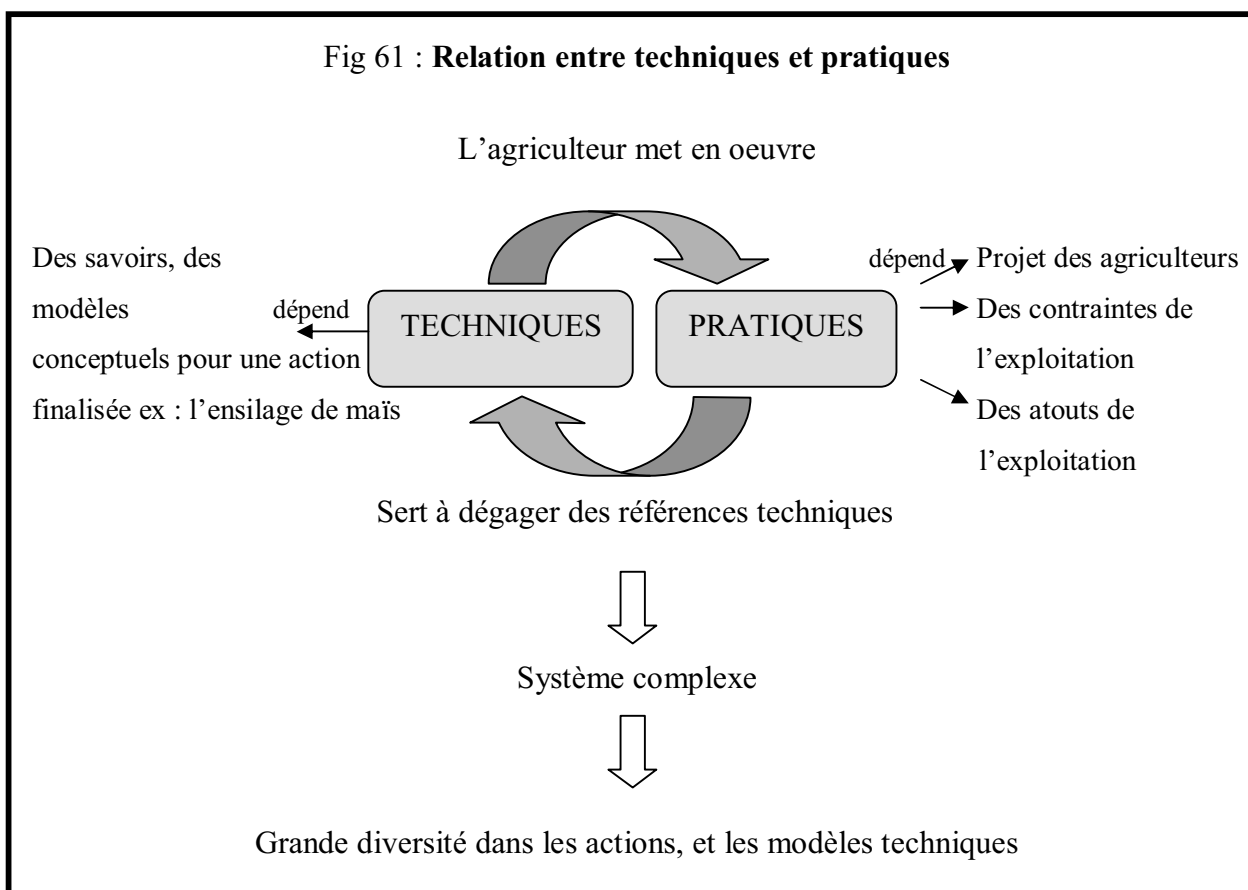 Fig 61 : Relation entre techniques et pratiques
L’agriculteur met en oeuvre
Des savoirs, des
modèles
conceptuels pour une action
finalisée ex : l’ensilage de maïs
dépend
TECHNIQUES
PRATIQUES
dépend
Projet des agriculteurs
Des contraintes de
l’exploitation
Des atouts de
l’exploitation
Sert à dégager des références techniques
Système complexe
Grande diversité dans les actions, et les modèles techniques